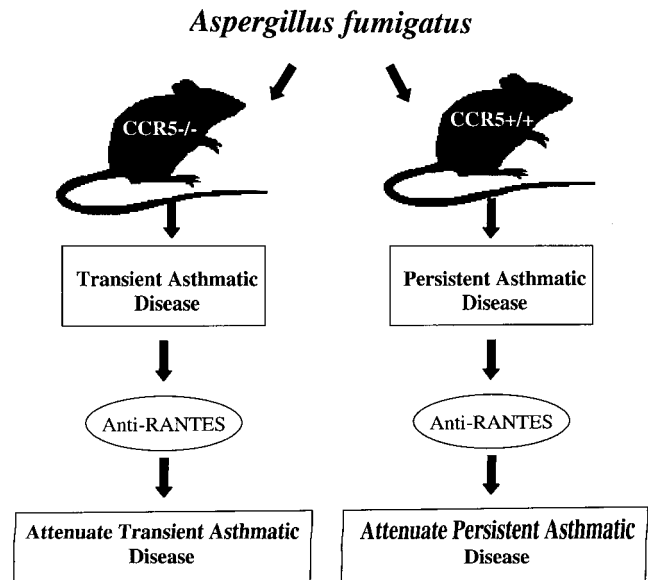 Aspergillus fumigatus
CCR5-/-
CCR5+/+
Transient Asthmatic
Disease
Persistent Asthmatic
Disease
Anti-RANTES
Anti-RANTES
Attenuate Transient Asthmatic
Disease
Attenuate Persistent Asthmatic
Disease